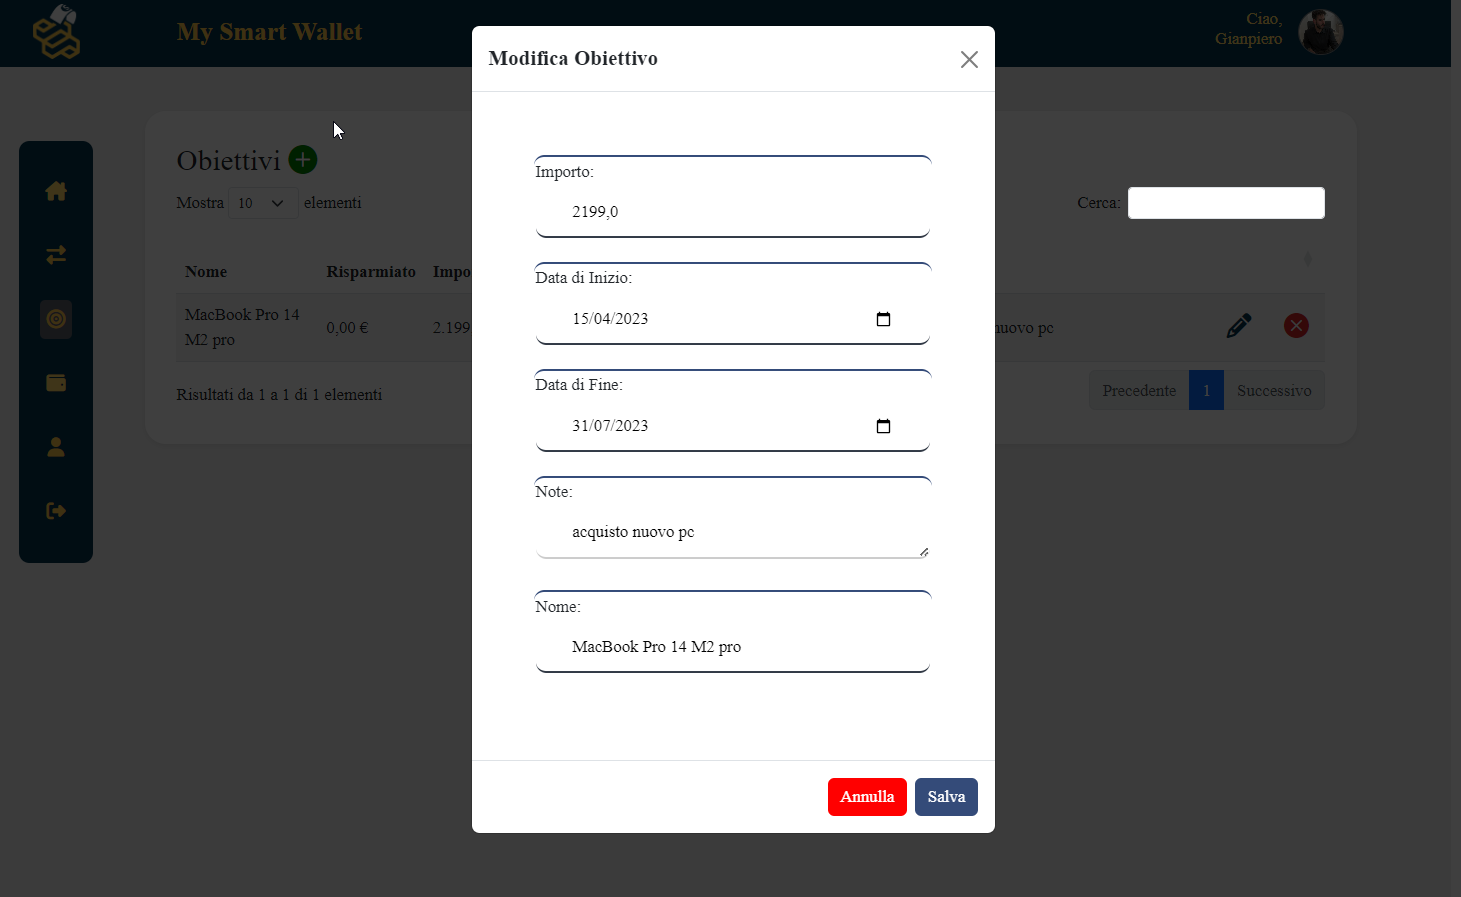 My Smart Wallet
Ciao,
Gianpiero
Modifica Obiettivo
Obiettivi
Mostra 10 elementi
Cerca:
Nome Risparmiato Impo
MacBook Pro 14
M2 pro
0,00 €
2.199
nuovo pc
Risultati da 1 a 1 di 1 elementi
Precedente 1 Successivo
Importo:
2199,0
Data di Inizio:
15/04/2023
Data di Fine:
31/07/2023
Note:
acquisto nuovo pc
Nome:
MacBook Pro 14 M2 pro
Annulla Salva